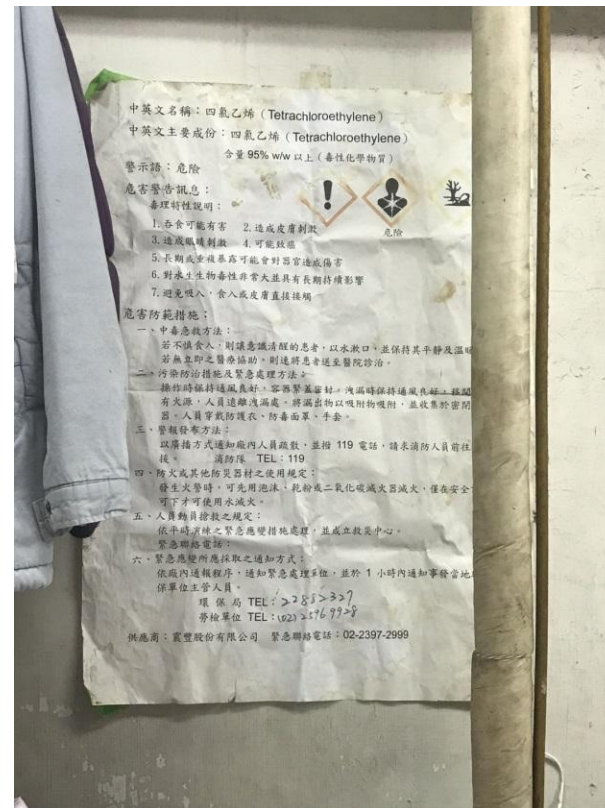 中英文名稱：四氯乙烯（Tetrachloroethylene）
中英文主要成份：四氯乙烯（Tetrachloroethylene）
含量 95% w/w 以上（毒性化學物質）
警示語：危險
危害警告訊息：
毒理特性說明：
危險
1.吞食可能有害 2.造成皮膚刺激
3.造成眼睛刺激 4.可能致癌
5.長期或重複暴露可能會對器官造成傷害
6.對水生生物毒性非常大並具有長期持續影響
7.避免吸入，食入或皮膚直接接觸
危害防範措施：
一、中毒急救方法：
若不慎食入，則讓意識清醒的患者，以水漱口，並保持其平靜及溫暖
若無立即之醫療協助，則速將患者送至醫院診治。
二、污染防治措施及緊急處理方法：
操作時保持通風良好，容器緊蓋密封。洩漏時保持通風良好，移開
有火源，人員遠離洩漏處。將漏出物以吸附物吸附，並收集於密閉
器。人員穿戴防護衣、防毒面罩、手套。
三、警報發布方法：
以廣播方式通知廠內人員疏散，並撥 119 電話，請求消防人員前往
接。 消防隊 TEL：119
四、防火或其他防災器材之使用規定：
發生火警時，可先用泡沫、乾粉或二氧化碳滅火器滅火，僅在安全
可下才可使用水滅火。
五、人員動員搶救之規定：
依平時演練之緊急應變措施處理，並成立救災中心。
緊急聯絡電話：
六、緊急應變所應採取之通知方式：
依廠內通報程序，通知緊急處理單位，並於 1 小時內通知事發當地
保單位主管人員。
環 保 局 TEL：22882327
勞檢單位 TEL：(02) 2596 9928
供應商：寰豐股份有限公司 緊急聯絡電話：02-2397-2999